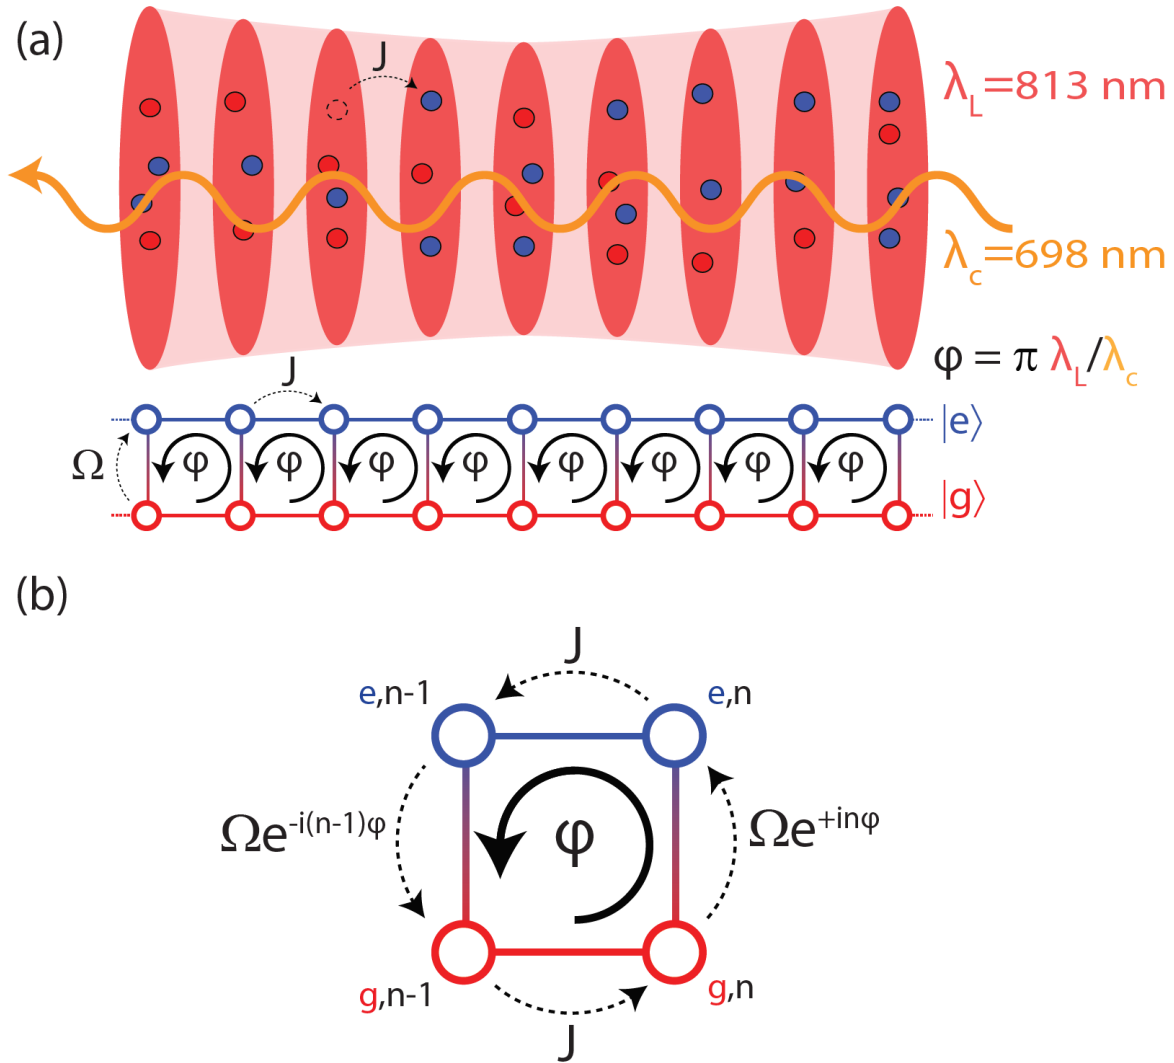 (a)
J
λL=813 nm
λc=698 nm
φ = π λL/λc
J
|e⟩
Ω
φ φ φ φ φ φ φ φ
|g⟩
(b)
J
e,n-1 e,n
Ωe^-i(n-1)φ φ Ωe^+inφ
g,n-1 g,n
J